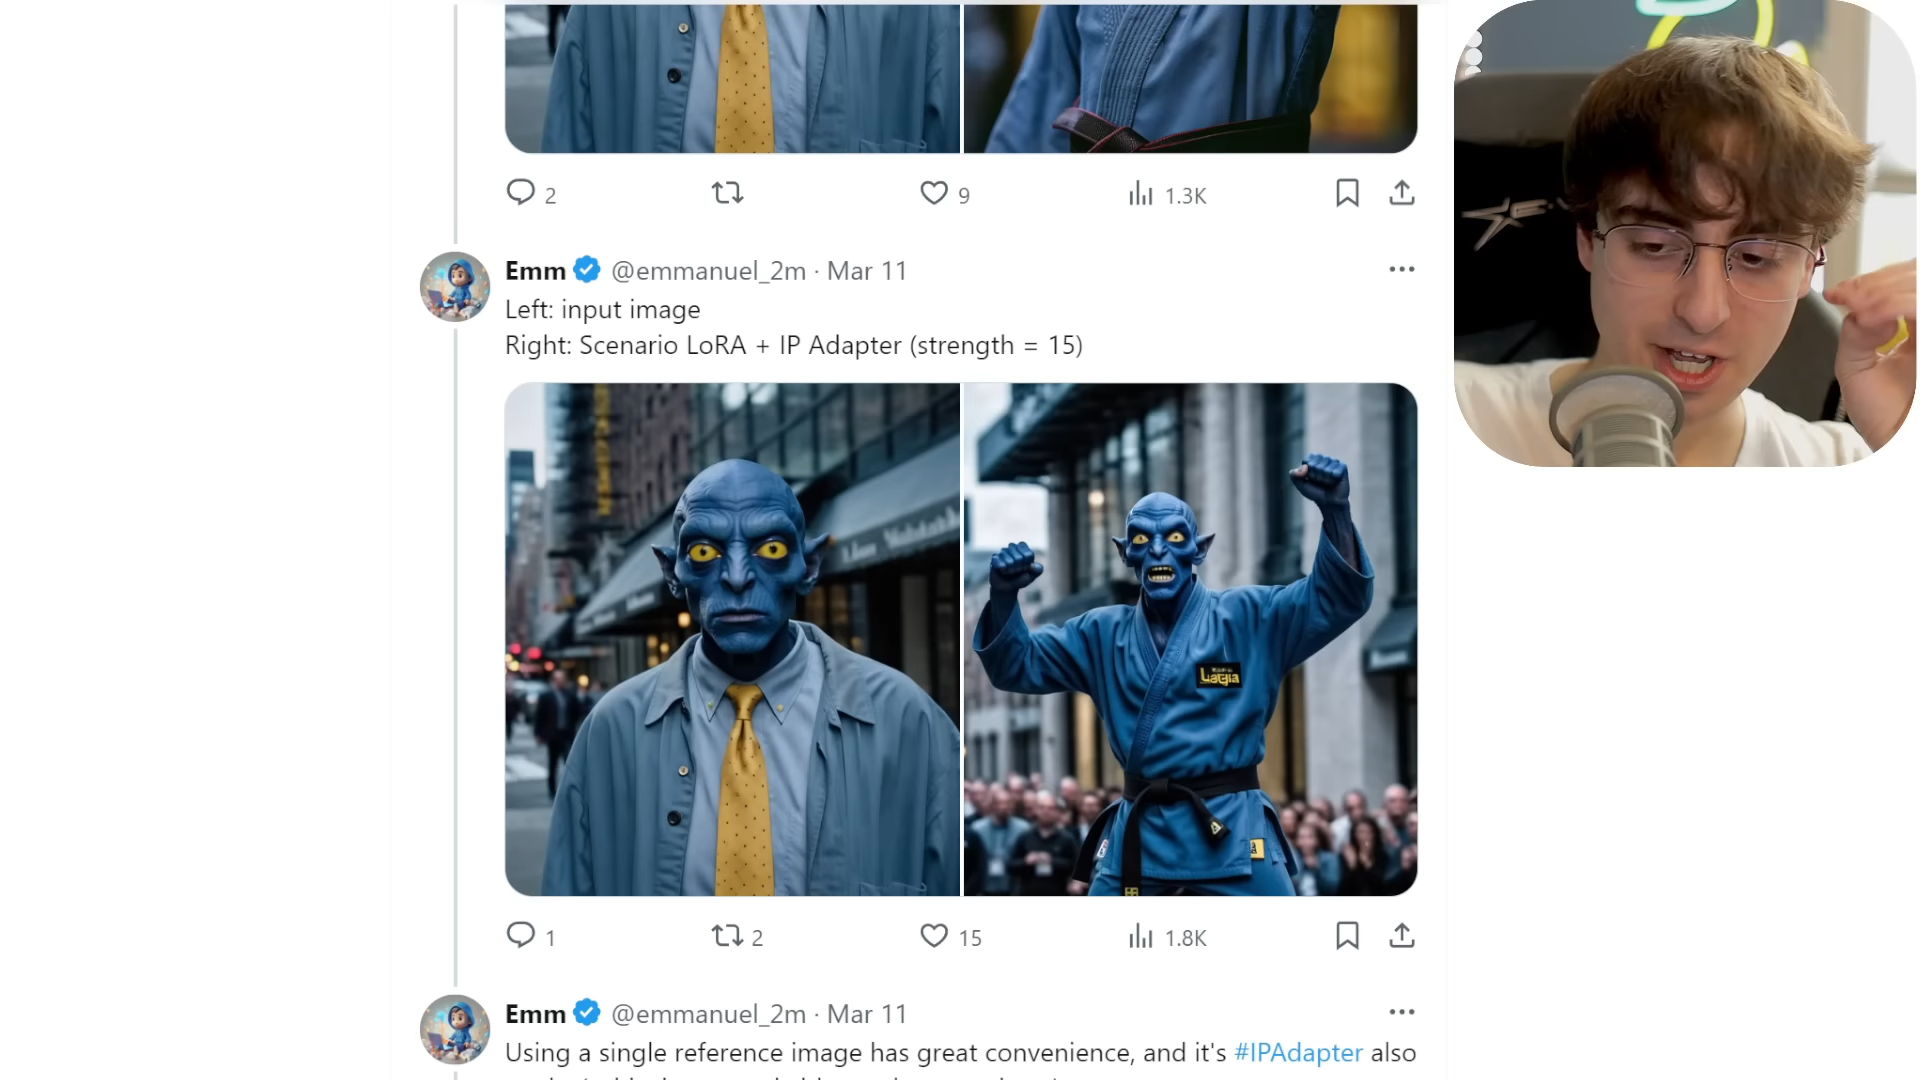 2
9
1.3K
Emm @emmanuel_2m · Mar 11
Left: input image
Right: Scenario LoRA + IP Adapter (strength = 15)
1
2
15
1.8K
Emm @emmanuel_2m · Mar 11
Using a single reference image has great convenience, and it's #IPAdapter also